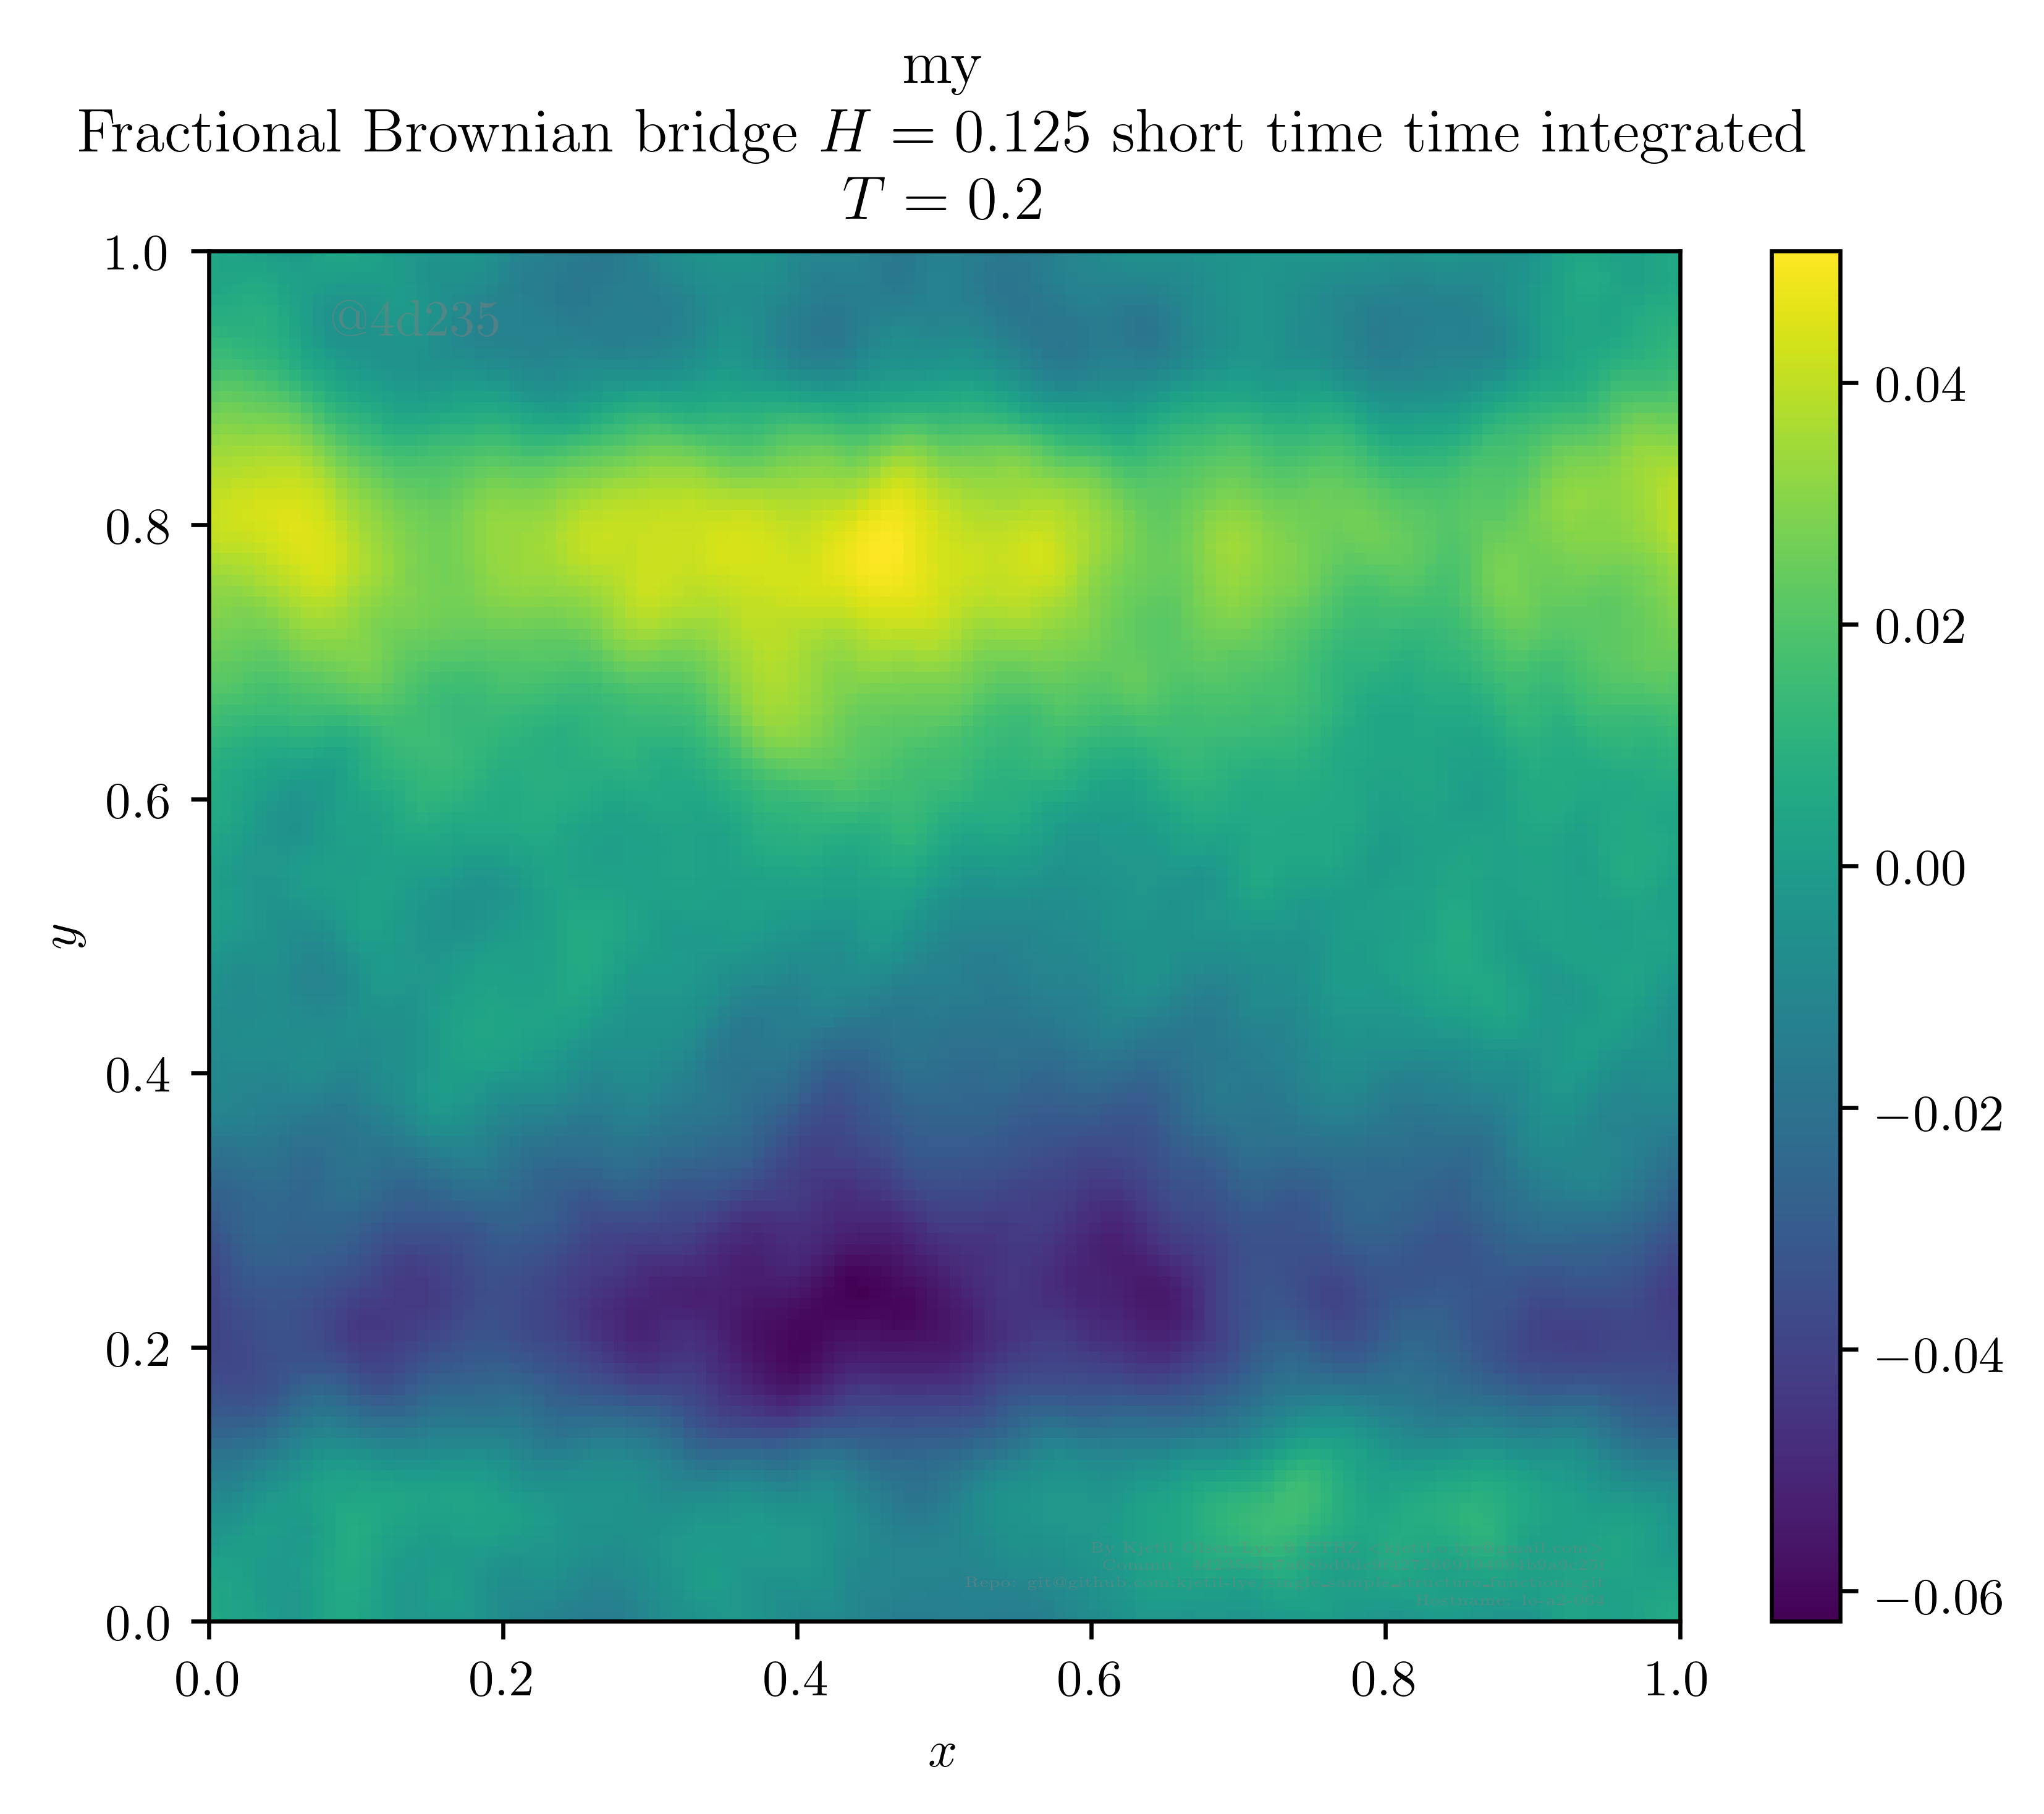 my
Fractional Brownian bridge H = 0.125 short time time integrated
T = 0.2
1.0
@4d235
0.04
0.8
0.02
0.6
0.00
y
0.4
−0.02
0.2
−0.04
Repo:
0.0
−0.06
0.0 0.2 0.4 0.6 0.8 1.0
x